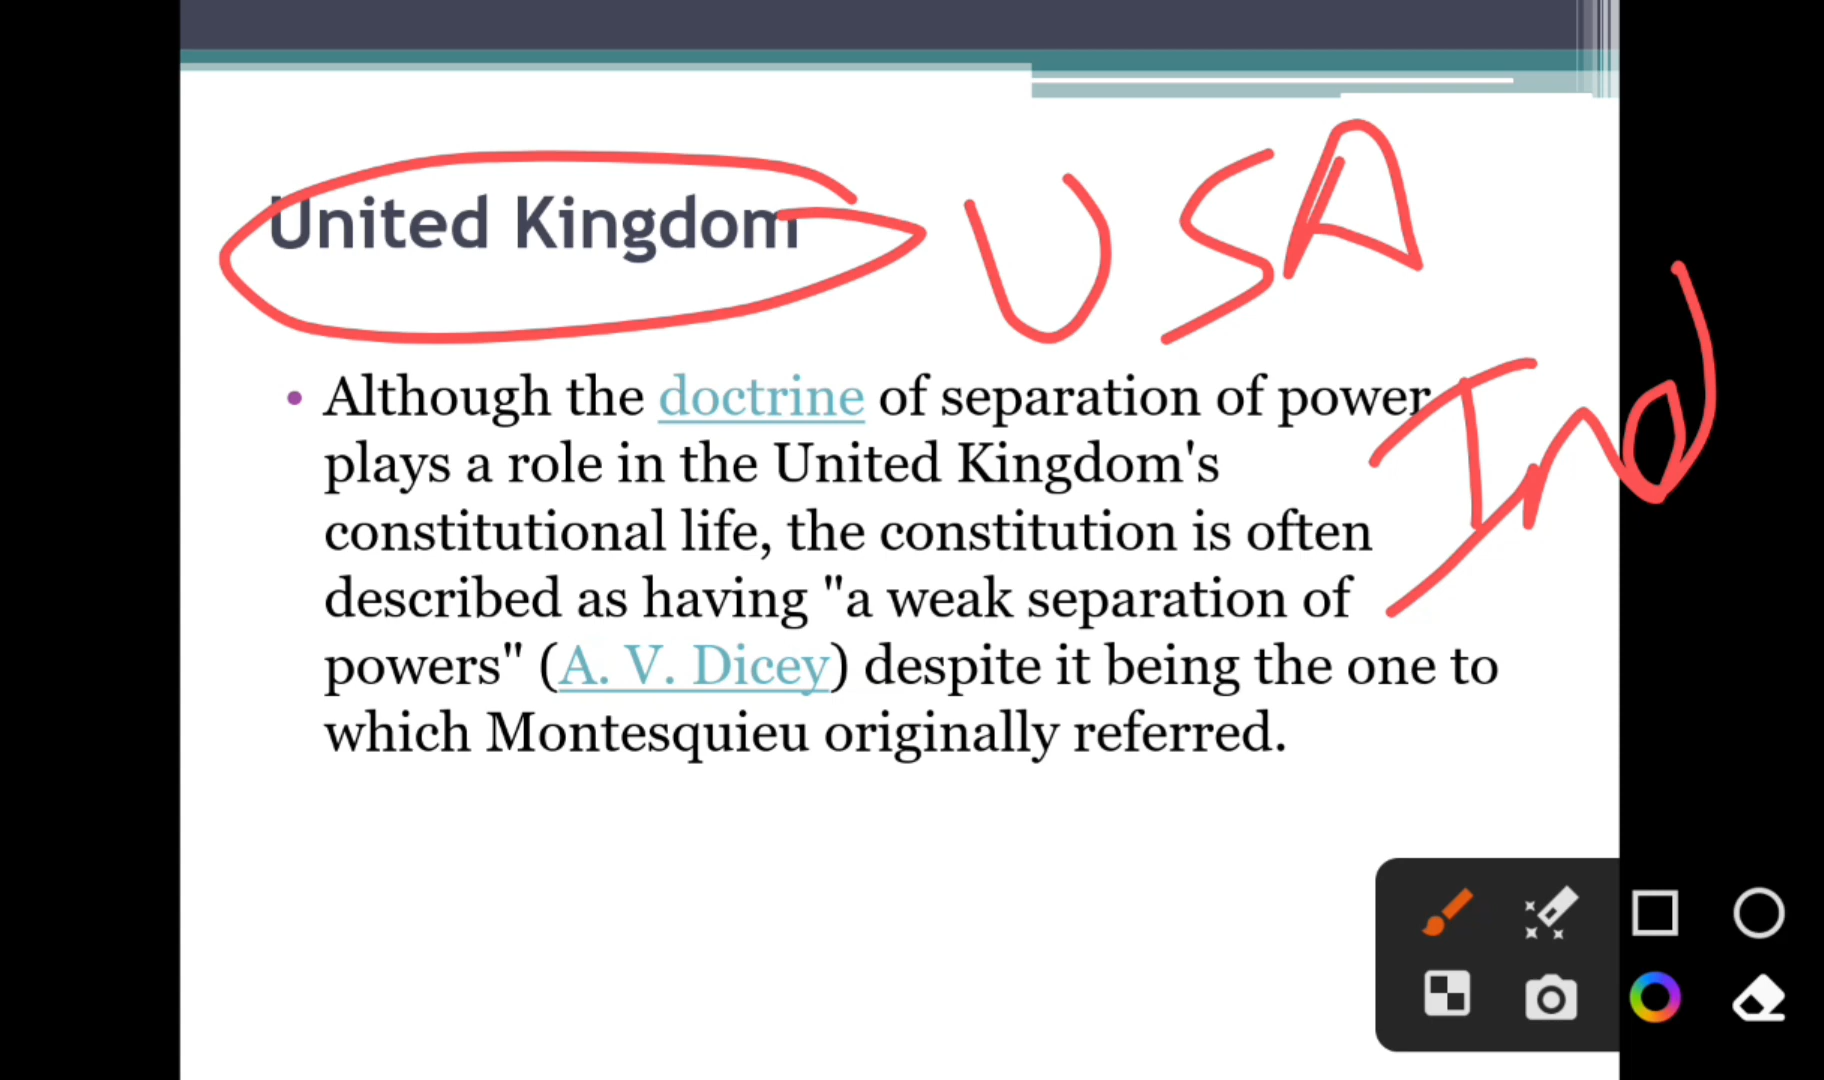 United Kingdom
USA
• Although the doctrine of separation of power
Ind
plays a role in the United Kingdom's
constitutional life, the constitution is often
described as having "a weak separation of
powers" (A. V. Dicey) despite it being the one to
which Montesquieu originally referred.